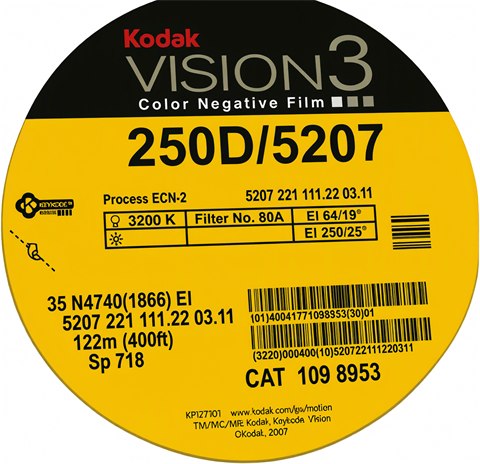 Kodak
VISION3
Color Negative Film
250D/5207
Process ECN-2
5207 221 111.22 03.11
3200 K Filter No. 80A EI 64/19°
EI 250/25°
KEYKODE™
35 N4740(1866) EI
5207 221 111.22 03.11
122m (400ft)
Sp 718
(01)40041771098953(30)01
(3220)000400(10)520722111220311
CAT 109 8953
KP127101 www.kodak.com/go/motion
TM/MC/MR: Kodak, Keykode, Vision
©Kodak, 2007